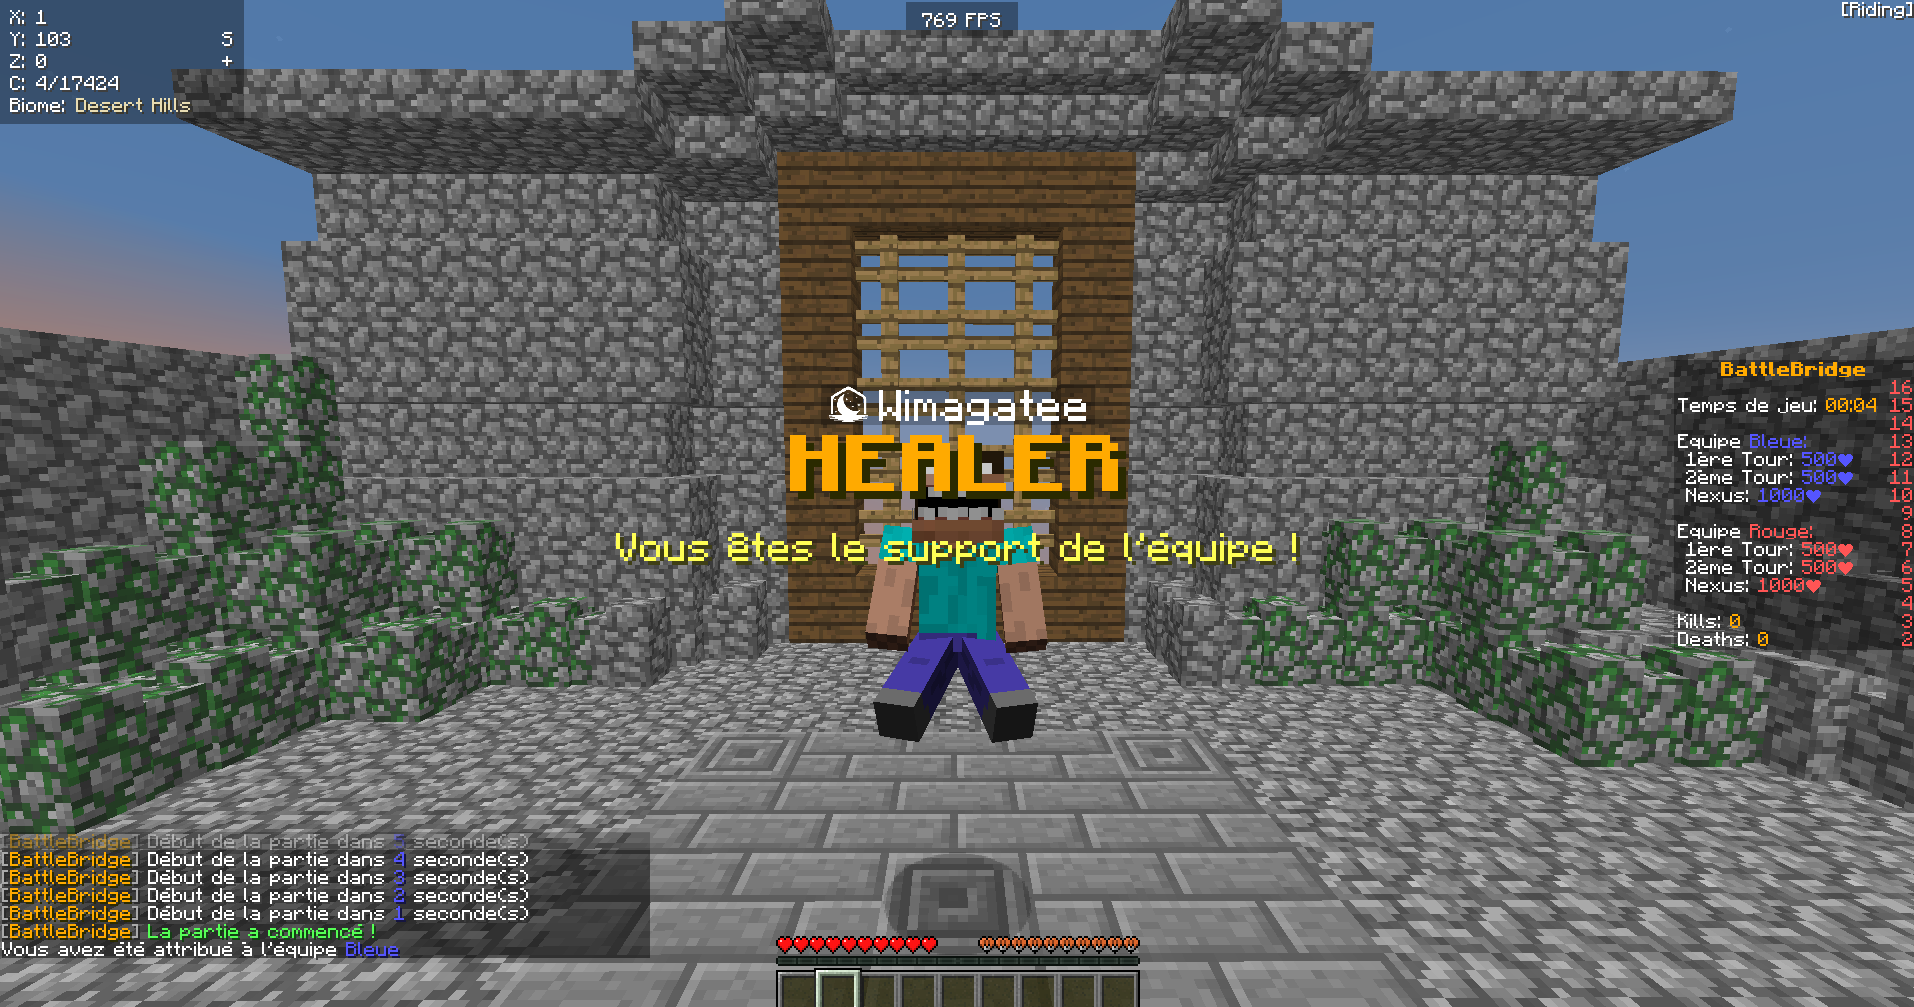 X: 1
Y: 103 S
Z: 0 +
C: 4/17424
Biome: Desert Hills
769 FPS
[Riding]
Wimagatee
HEALER
Vous êtes le support de l'équipe !
BattleBridge
16
Temps de jeu: 00:04 15
14
Equipe Bleue: 13
1ère Tour: 500♥ 12
2ème Tour: 500♥ 11
Nexus: 1000♥ 10
9
Equipe Rouge: 8
1ère Tour: 500♥ 7
2ème Tour: 500♥ 6
Nexus: 1000♥ 5
4
Kills: 0 3
Deaths: 0 2
[BattleBridge] Début de la partie dans 5 seconde(s)
[BattleBridge] Début de la partie dans 4 seconde(s)
[BattleBridge] Début de la partie dans 3 seconde(s)
[BattleBridge] Début de la partie dans 2 seconde(s)
[BattleBridge] Début de la partie dans 1 seconde(s)
[BattleBridge] La partie a commencé !
Vous avez été attribué à l'équipe Bleue